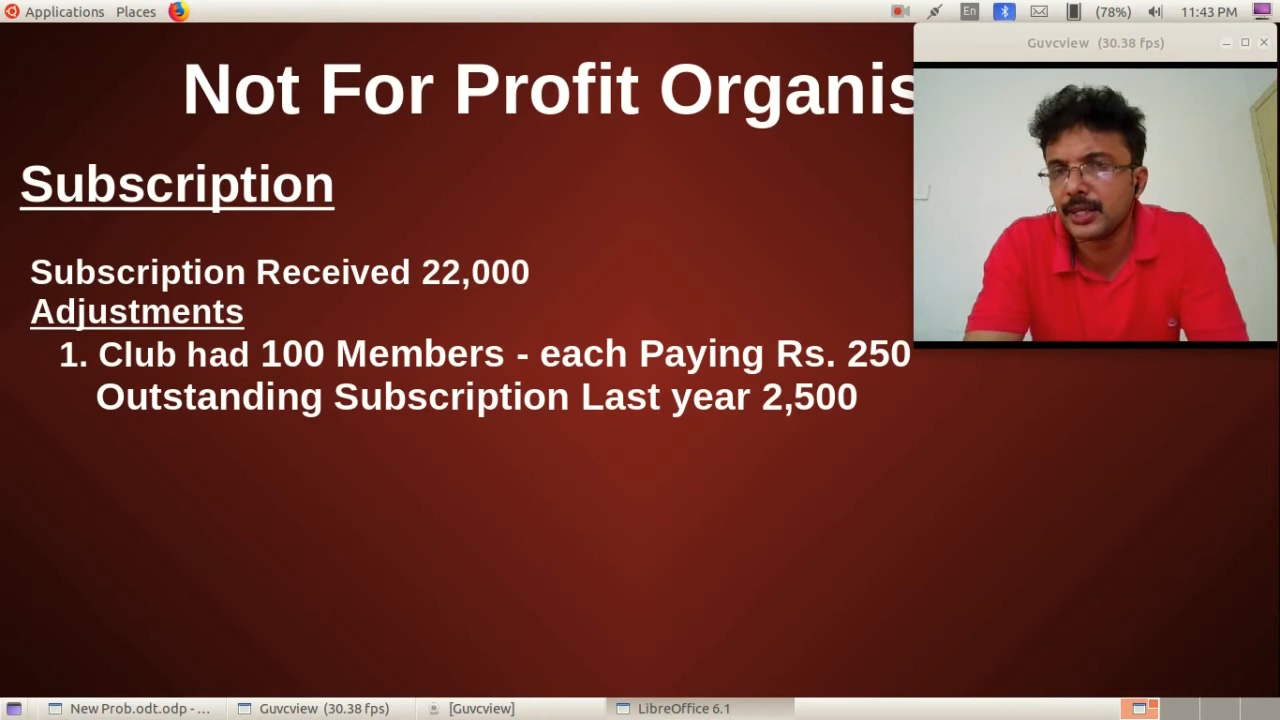 Applications Places En (78%) 11:43 PM
Guvcview (30.38 fps)
Not For Profit Organis
Subscription
Subscription Received 22,000
Adjustments
1. Club had 100 Members - each Paying Rs. 250
Outstanding Subscription Last year 2,500
New Prob.odt.odp - ... Guvcview (30.38 fps) [Guvcview] LibreOffice 6.1